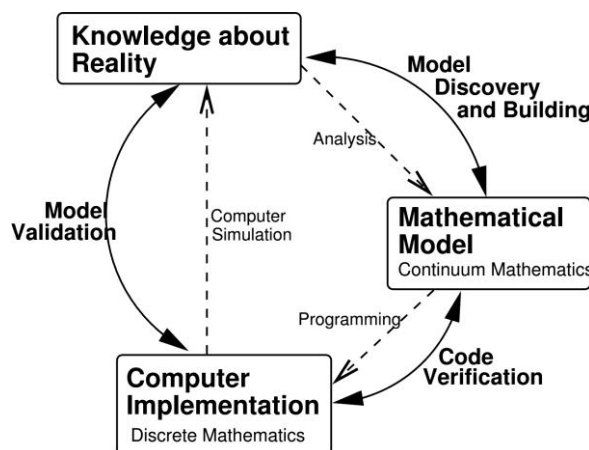 Knowledge about
Reality
Model
Discovery
and Building
Analysis
Model
Validation
Computer
Simulation
Mathematical
Model
Continuum Mathematics
Programming
Code
Verification
Computer
Implementation
Discrete Mathematics